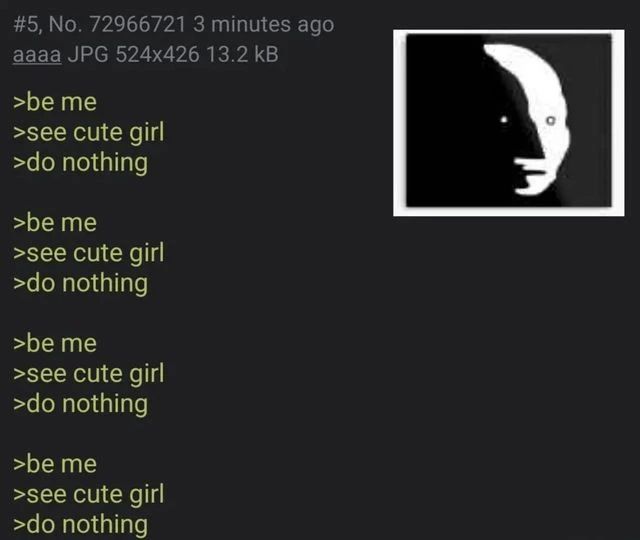 #5, No. 72966721 3 minutes ago
aaaa JPG 524x426 13.2 kB
>be me
>see cute girl
>do nothing
>be me
>see cute girl
>do nothing
>be me
>see cute girl
>do nothing
>be me
>see cute girl
>do nothing